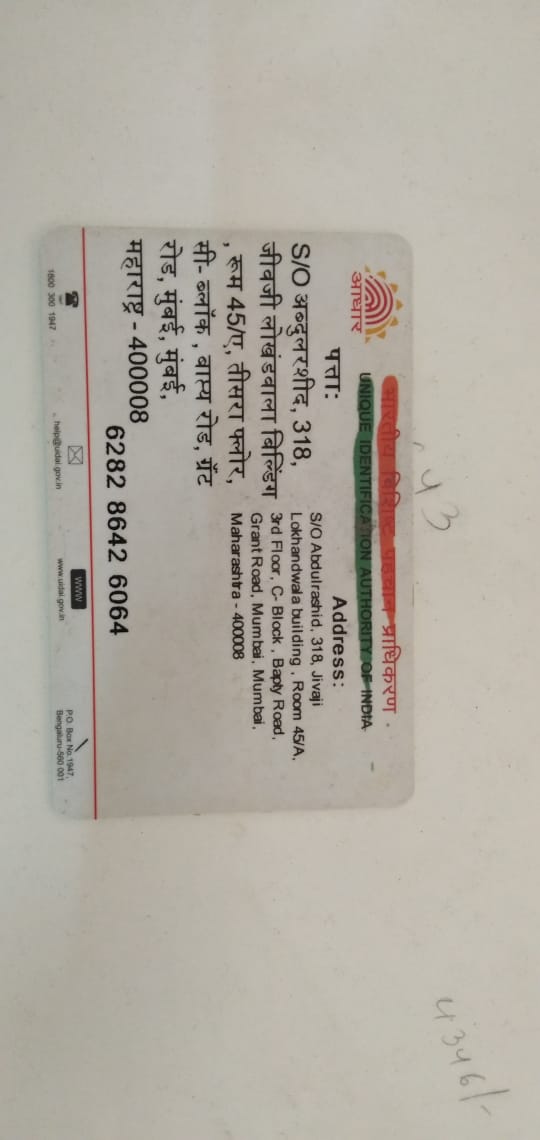 भारतीय विशिष्ट पहचान प्राधिकरण
UNIQUE IDENTIFICATION AUTHORITY OF INDIA
आधार
पत्ता:
S/O अब्दुलरशीद, 318,
जीवजी लोखंडवाला बिल्डिंग
, रूम 45/ए, तीसरा फ्लोर,
सी- ब्लॉक , बाप्य रोड, ग्रँट
रोड, मुंबई, मुंबई,
महाराष्ट्र - 400008
Address:
S/O Abdulrashid, 318, Jivaji
Lokhandwala building , Room 45/A,
3rd Floor, C- Block , Bapty Road,
Grant Road, Mumbai, Mumbai,
Maharashtra - 400008
6282 8642 6064
1800 300 1947
help@uidai.gov.in
www
www.uidai.gov.in
P.O. Box No.1947,
Bengaluru-560 001
43
4346/-